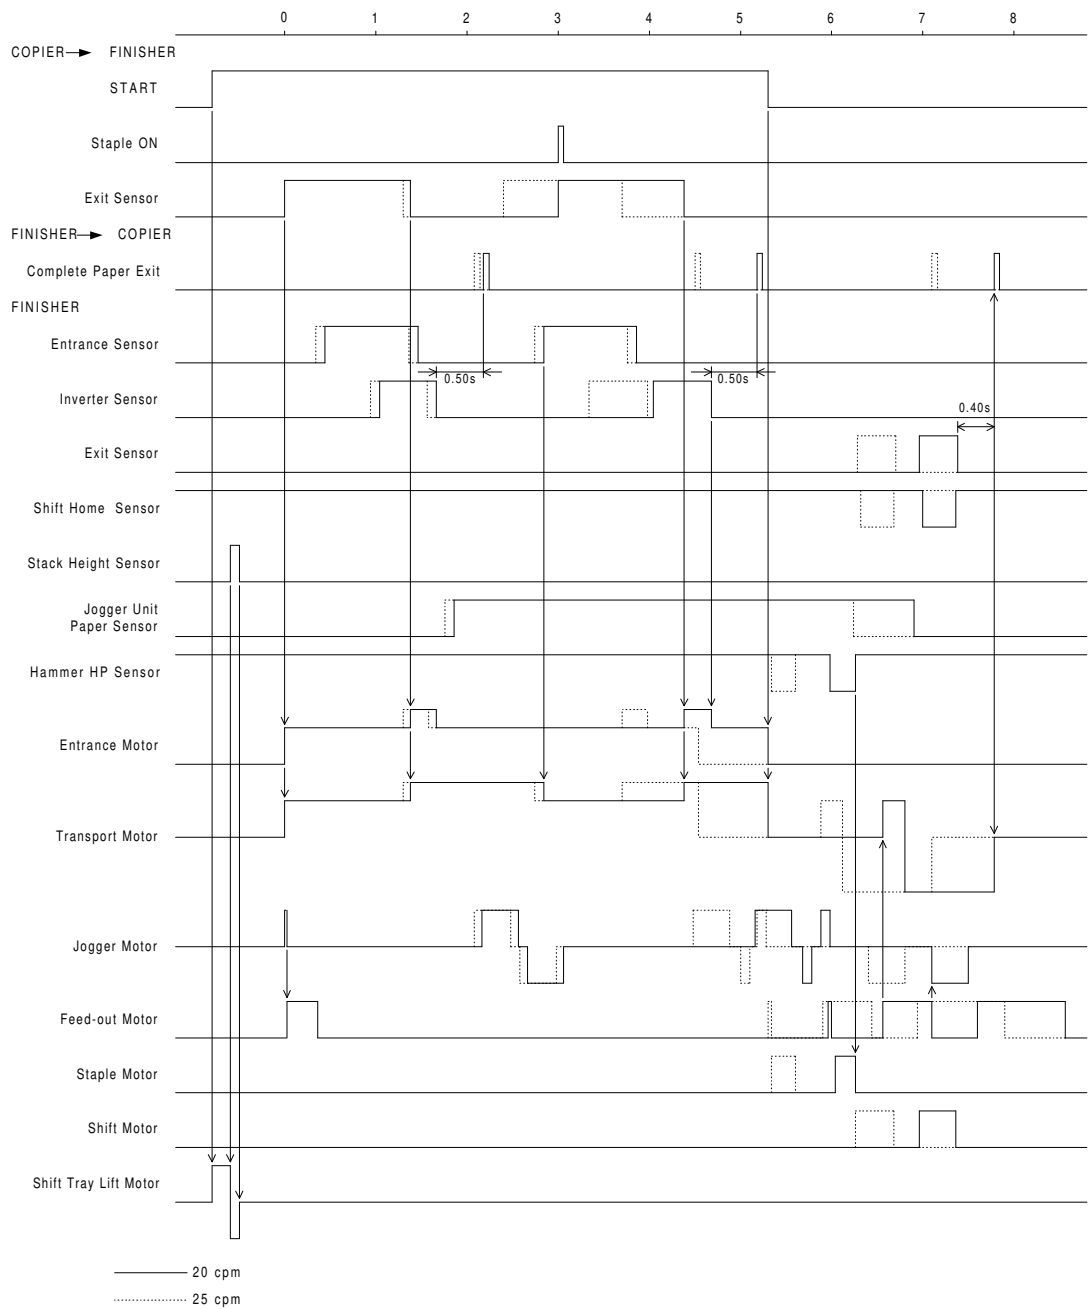 0 1 2 3 4 5 6 7 8
COPIER FINISHER
START
Staple ON
Exit Sensor
FINISHER COPIER
Complete Paper Exit
FINISHER
Entrance Sensor
0.50s 0.50s
Inverter Sensor
0.40s
Exit Sensor
Shift Home Sensor
Stack Height Sensor
Jogger Unit
Paper Sensor
Hammer HP Sensor
Entrance Motor
Transport Motor
Jogger Motor
Feed-out Motor
Staple Motor
Shift Motor
Shift Tray Lift Motor
20 cpm
25 cpm